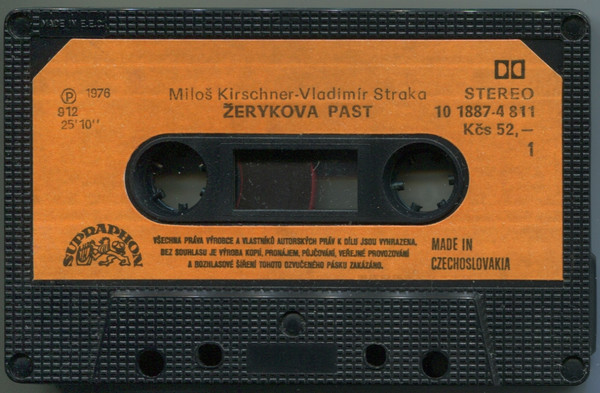 MADE IN E.E.C.
℗ 1976
912
25'10''
Miloš Kirschner-Vladimír Straka
ŽERYKOVA PAST
STEREO
10 1887-4 811
Kčs 52,—
1
SUPRAPHON
VŠECHNA PRÁVA VÝROBCE A VLASTNÍKŮ AUTORSKÝCH PRÁV K DÍLU JSOU VYHRAZENA.
BEZ SOUHLASU JE VÝROBA KOPIÍ, PRONÁJEM, PŮJČOVÁNÍ, VEŘEJNÉ PROVOZOVÁNÍ
A ROZHLASOVÉ ŠÍŘENÍ TOHOTO OZVUČENÉHO PÁSKU ZAKÁZÁNO.
MADE IN
CZECHOSLOVAKIA